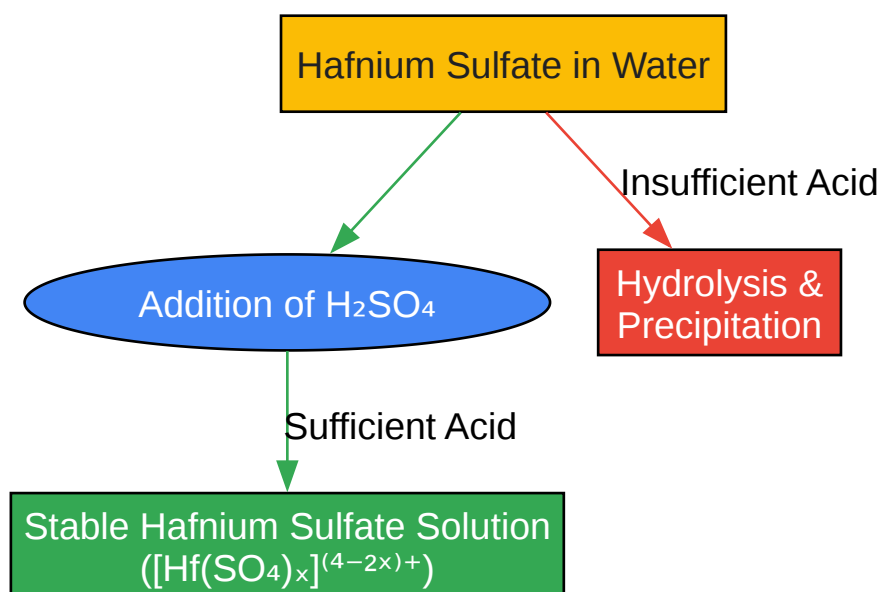 Hafnium Sulfate in Water
Insufficient Acid
Addition of H₂SO₄
Hydrolysis &
Precipitation
Sufficient Acid
Stable Hafnium Sulfate Solution
([Hf(SO₄)ₓ]⁽⁴⁻²ˣ⁾⁺)